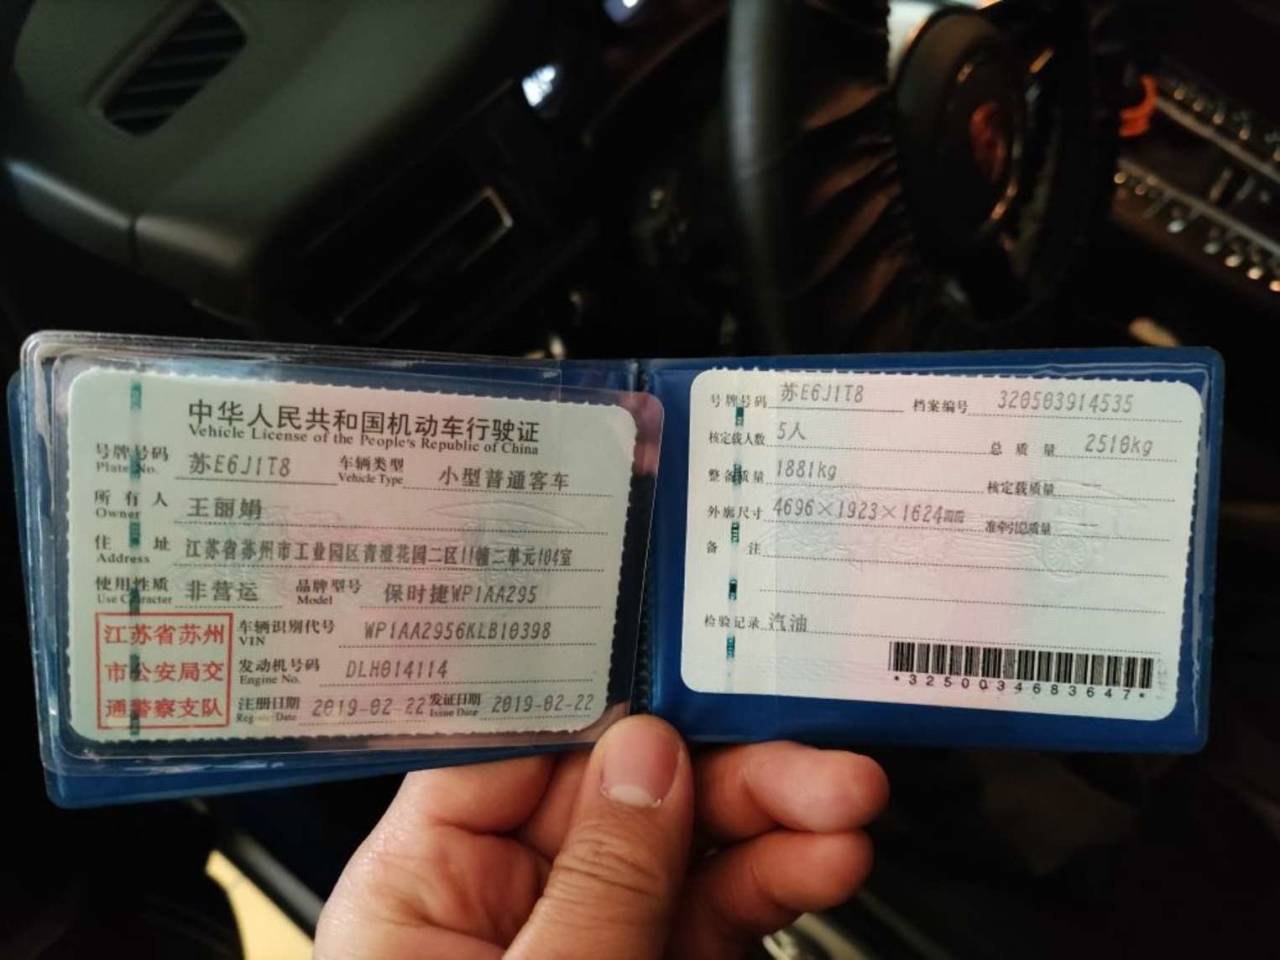 中华人民共和国机动车行驶证
Vehicle License of the People's Republic of China
号牌号码 苏E6J1T8 车辆类型 小型普通客车
Plate No. Vehicle Type
所有人 王丽娟
Owner
住址 江苏省苏州市工业园区青澄花园二区11幢二单元104室
Address
使用性质 非营运 品牌型号 保时捷WP1AA295
Use Character Model
江苏省苏州
市公安局交
通警察支队
车辆识别代号 WP1AA2956KLB10398
VIN
发动机号码 DLH014114
Engine No.
注册日期 2019-02-22 发证日期 2019-02-22
Register Date Issue Date
号牌号码 苏E6J1T8 档案编号 320503914535
核定载人数 5人 总质量 2510kg
整备质量 1881kg 核定载质量 --
外廓尺寸 4696×1923×1624mm 准牵引总质量 --
备注
检验记录 汽油
*3250034683647*